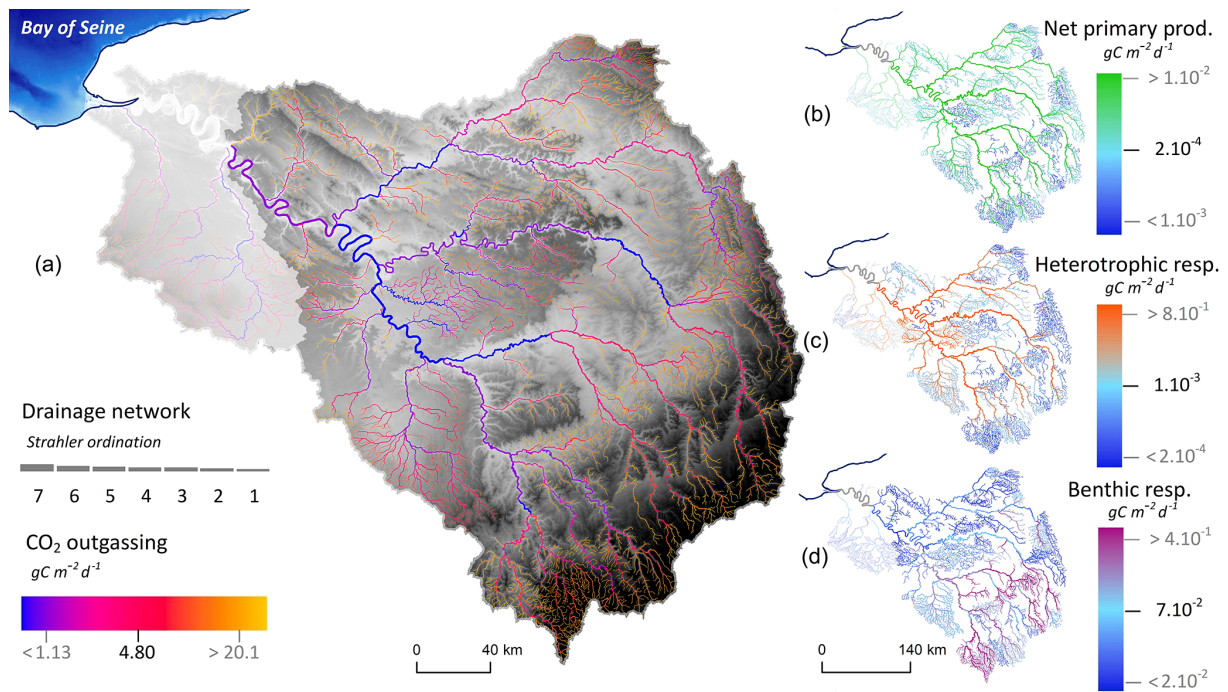 Bay of Seine
(a)
Drainage network
Strahler ordination
7 6 5 4 3 2 1
CO₂ outgassing
gC m⁻² d⁻¹
<1.13 4.80 > 20.1
0 40 km
(b)
Net primary prod.
gC m⁻² d⁻¹
> 1.10⁻²
2.10⁻⁴
<1.10⁻³
(c)
Heterotrophic resp.
gC m⁻² d⁻¹
> 8.10⁻¹
1.10⁻³
<2.10⁻⁴
(d)
Benthic resp.
gC m⁻² d⁻¹
> 4.10⁻¹
7.10⁻²
<2.10⁻²
0 140 km